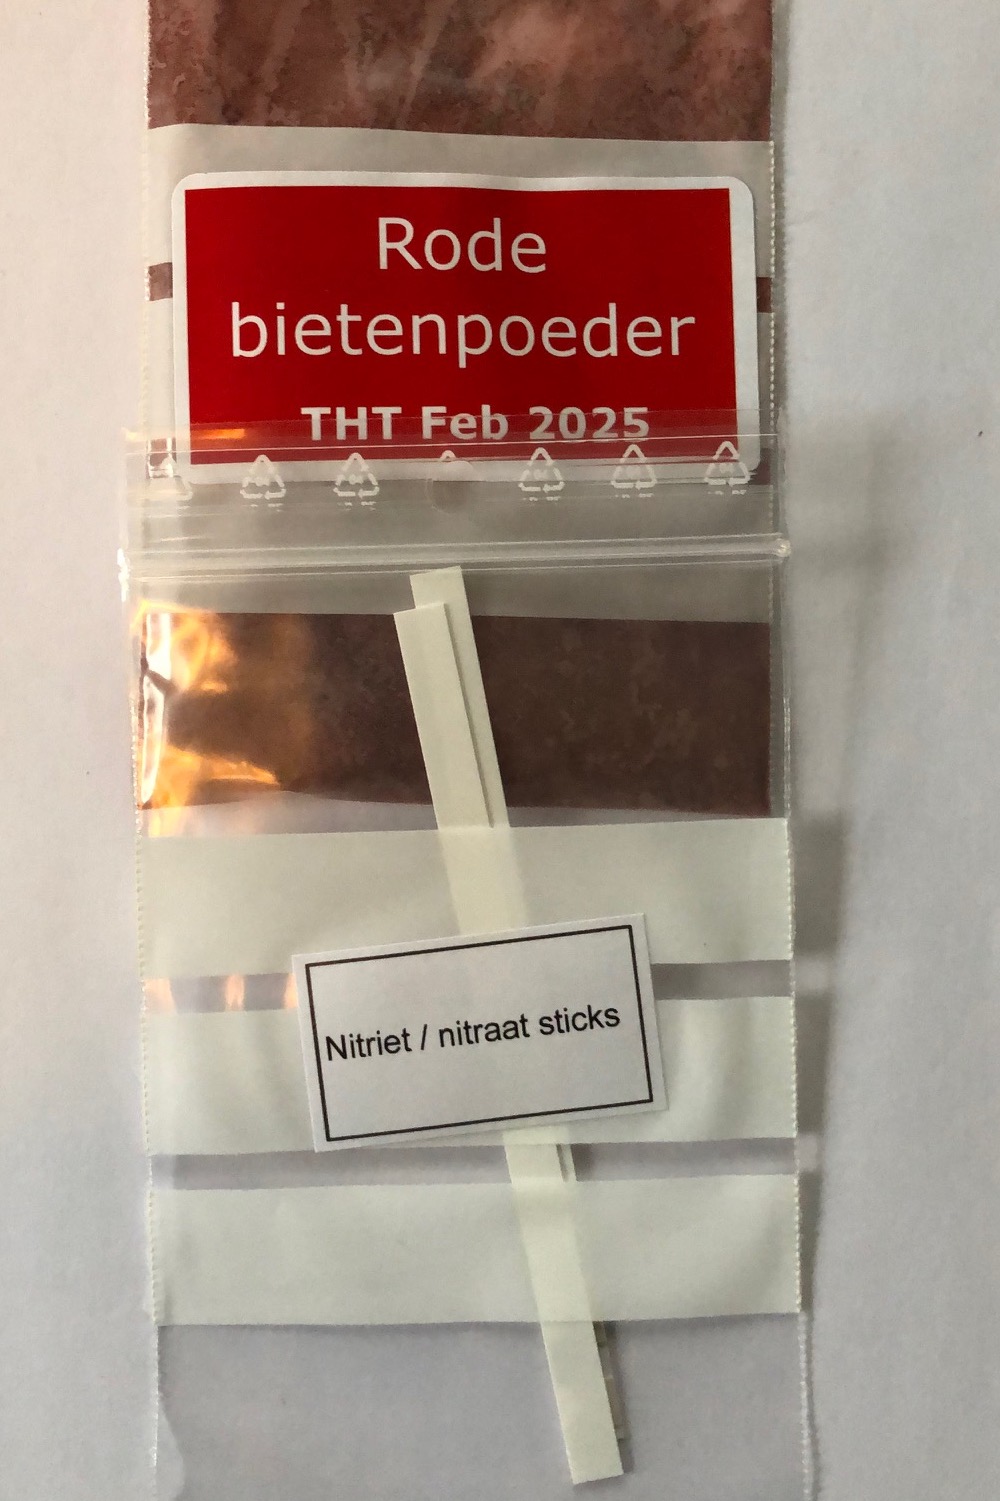 Rode
bietenpoeder
THT Feb 2025
Nitriet / nitraat sticks